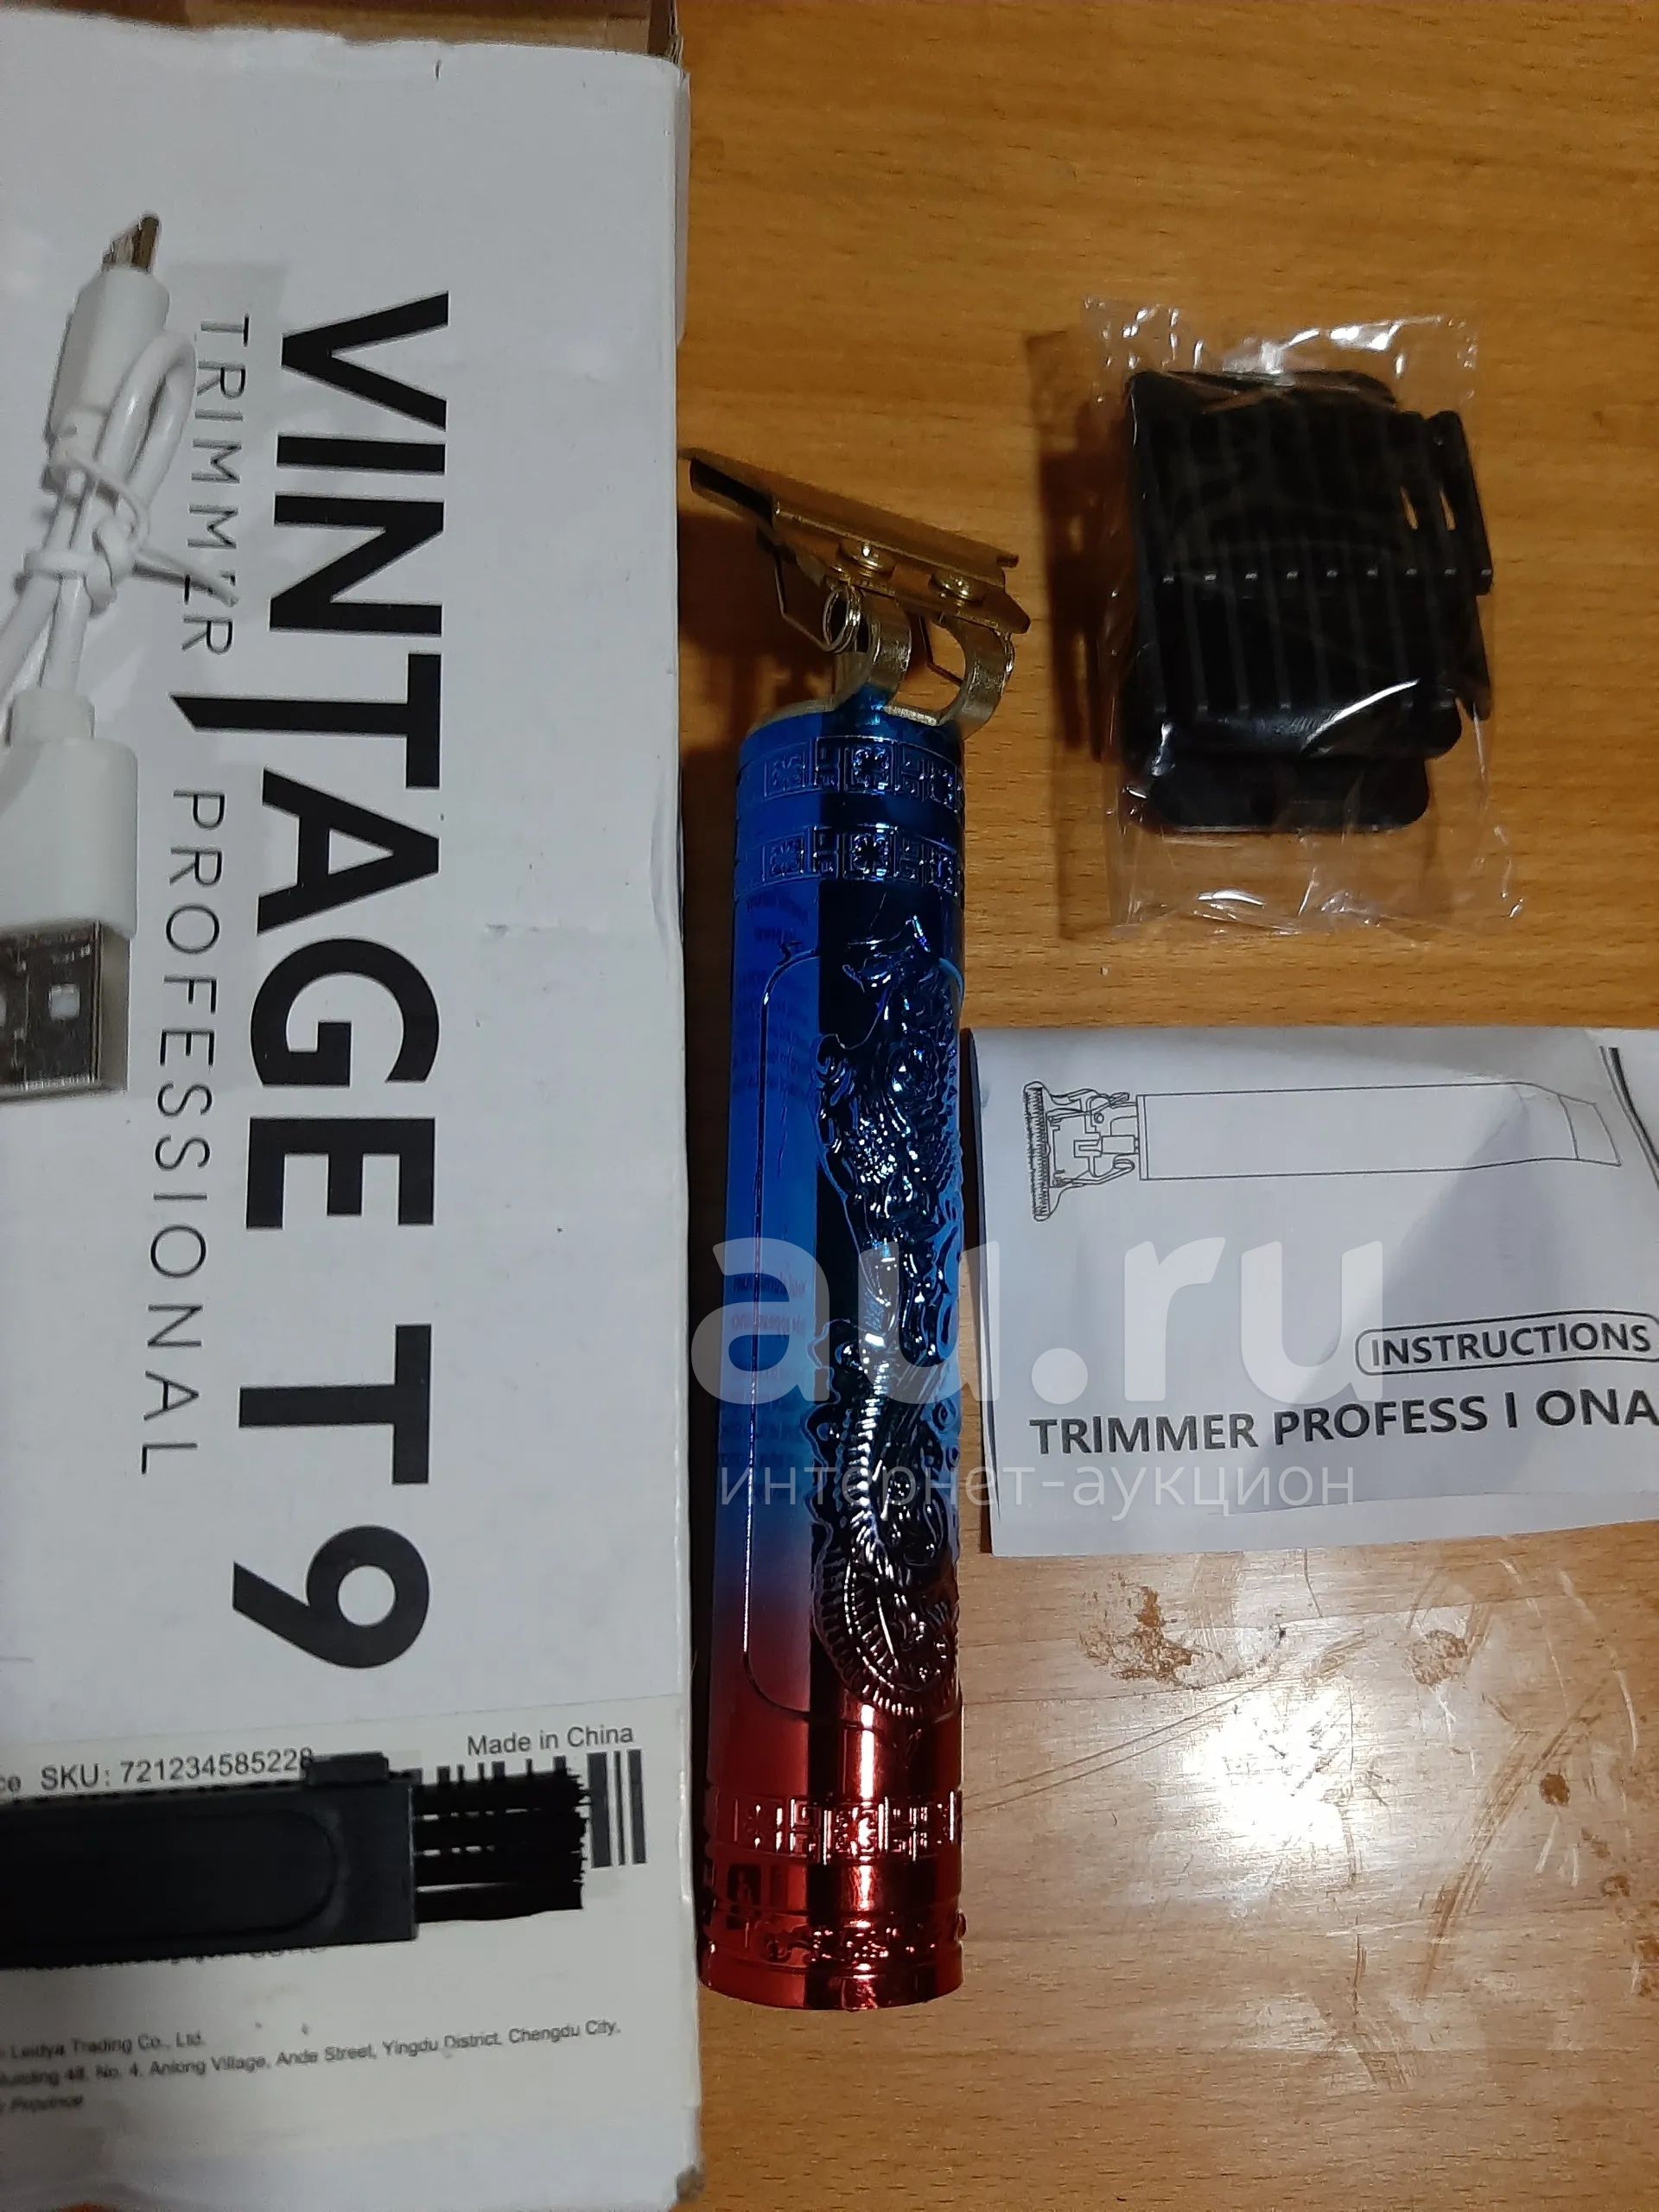 VINTAGE T9
TRIMMER PROFESSIONAL
SKU: 721234585228
Made in China
Leidya Trading Co., Ltd.
Building 48, No. 4, Anlong Village, Ande Street, Yingdu District, Chengdu City,
Province
INSTRUCTIONS
TRIMMER PROFESS I ONA
au.ru
интернет-аукцион